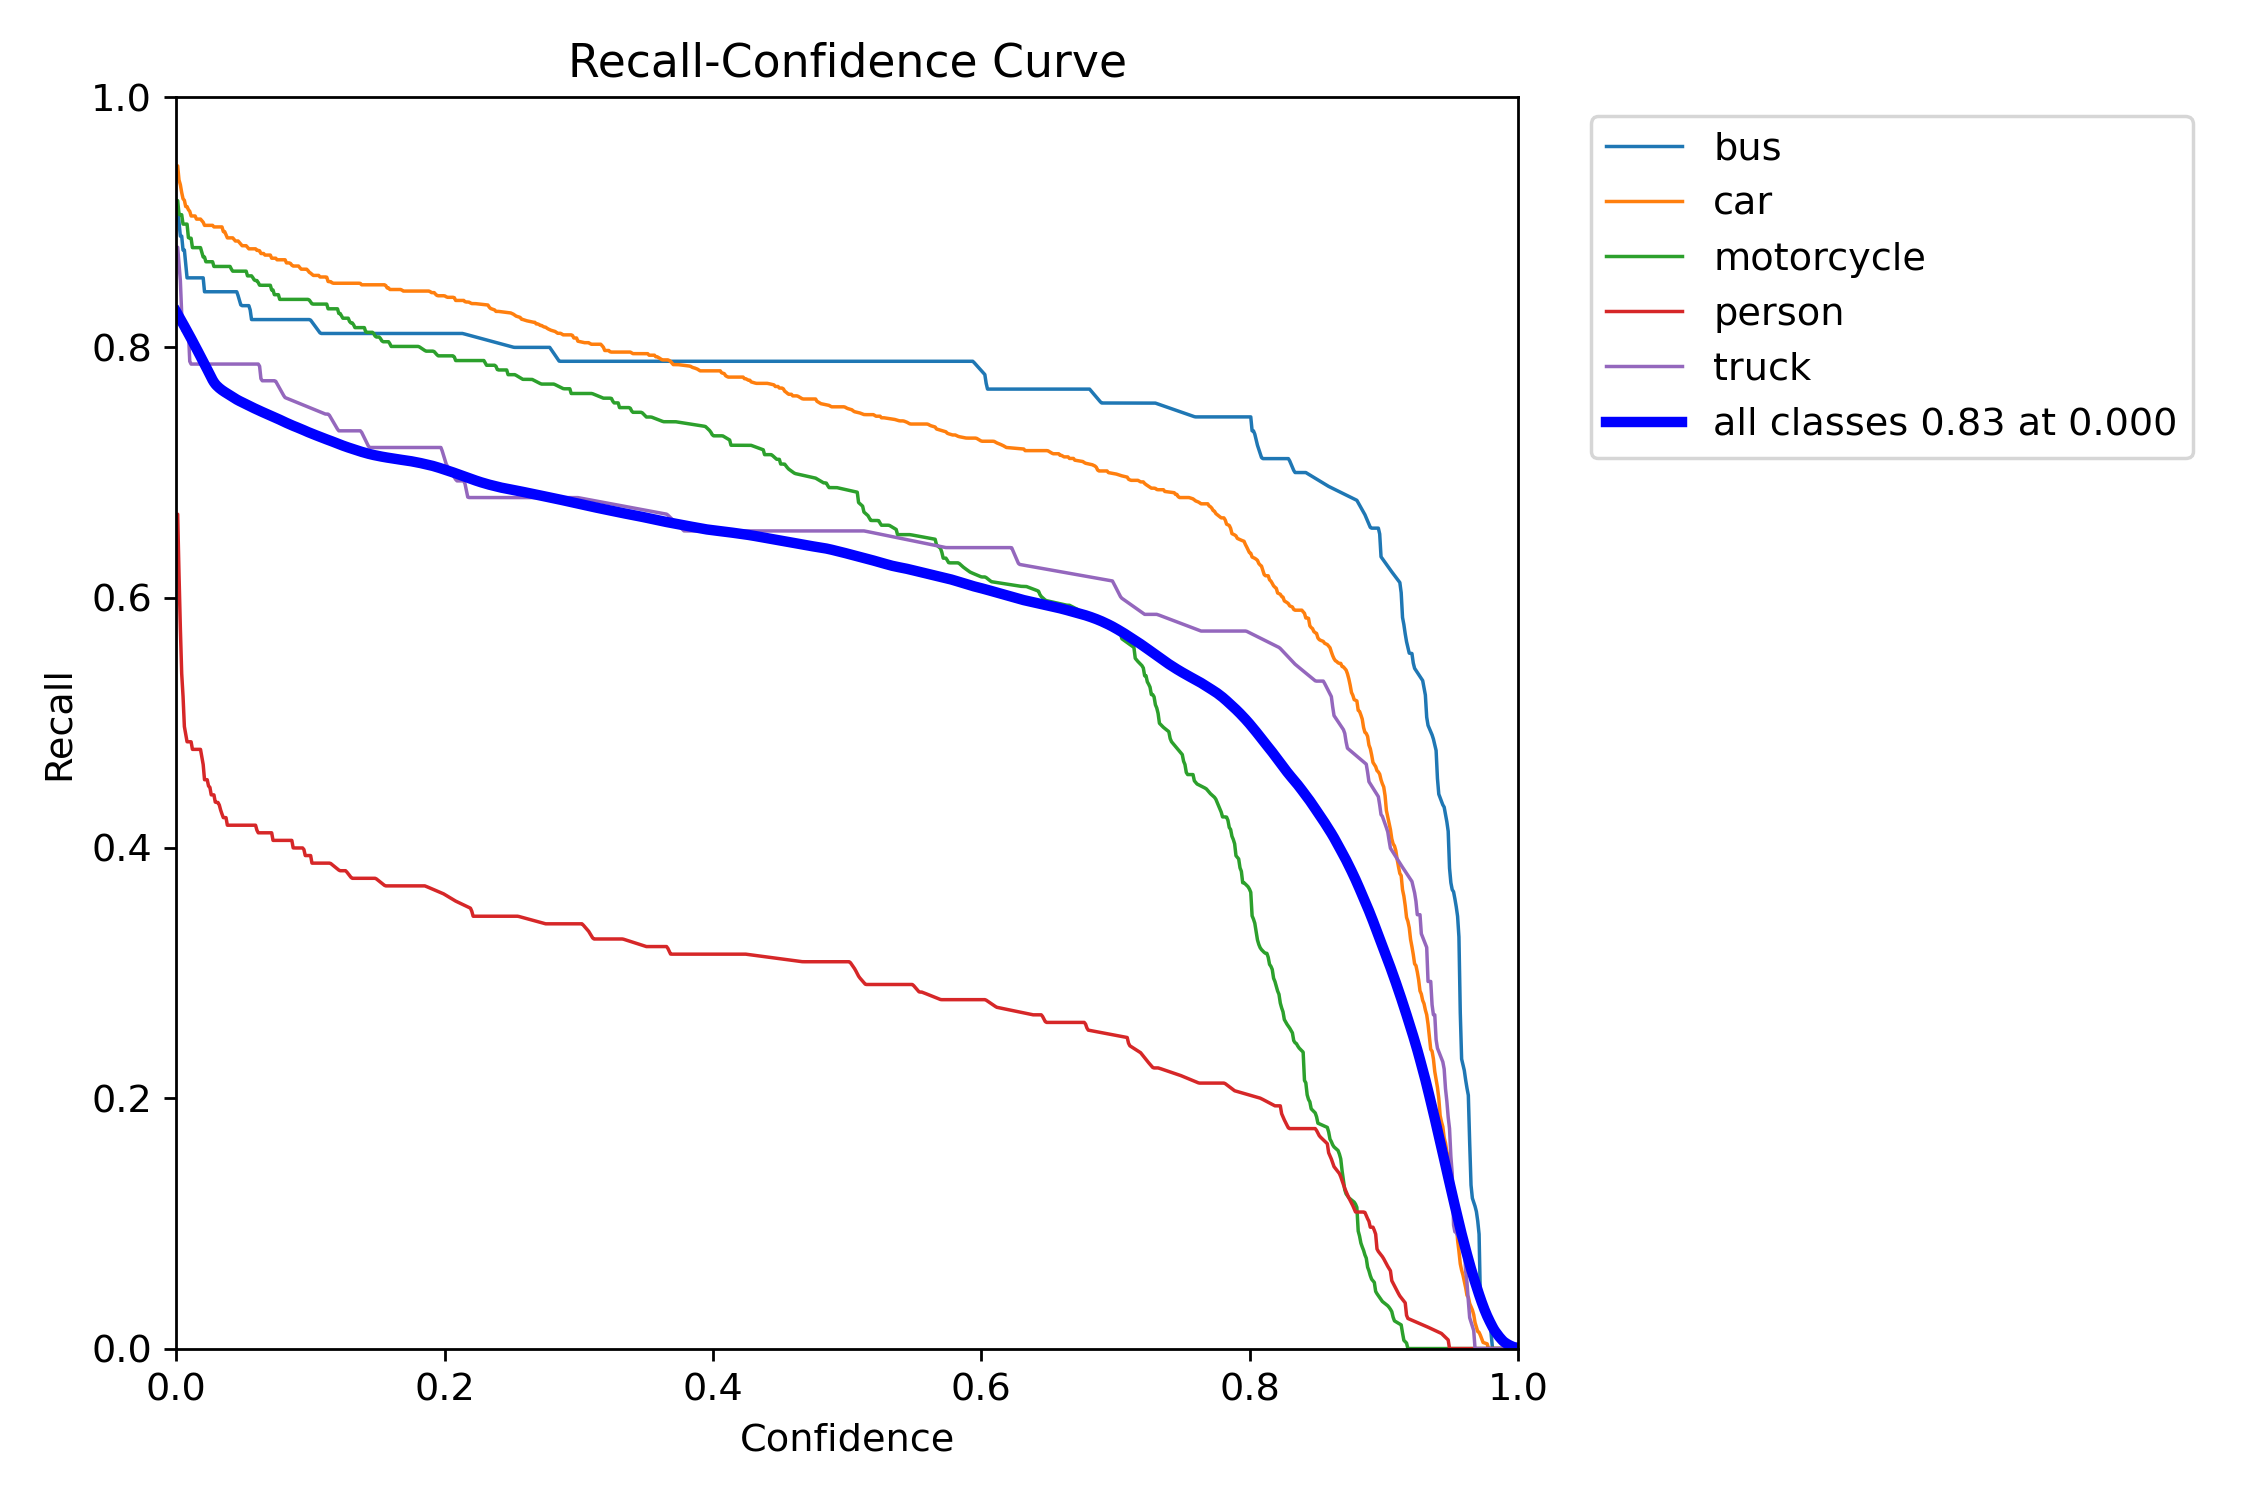 Recall-Confidence Curve
1.0
0.8
0.6
0.4
0.2
0.0
Recall
0.0 0.2 0.4 0.6 0.8 1.0
Confidence
bus
car
motorcycle
person
truck
all classes 0.83 at 0.000